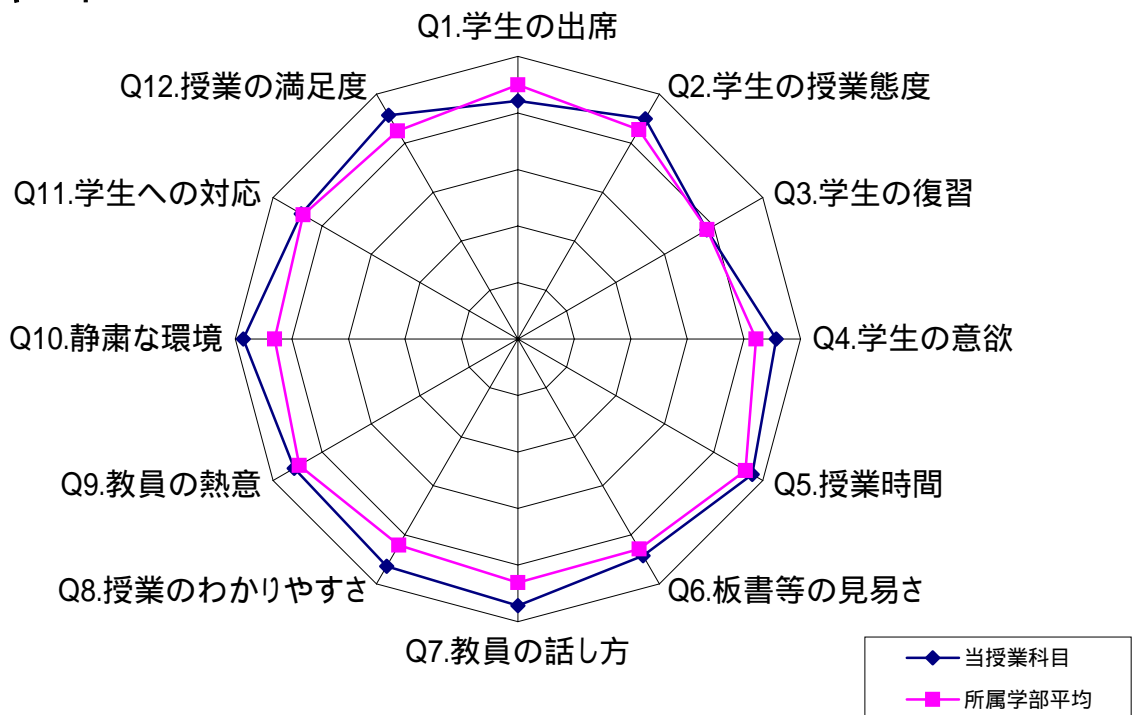 Q1.学生の出席
Q2.学生の授業態度
Q3.学生の復習
Q4.学生の意欲
Q5.授業時間
Q6.板書等の見易さ
Q7.教員の話し方
Q8.授業のわかりやすさ
Q9.教員の熱意
Q10.静粛な環境
Q11.学生への対応
Q12.授業の満足度
当授業科目
所属学部平均